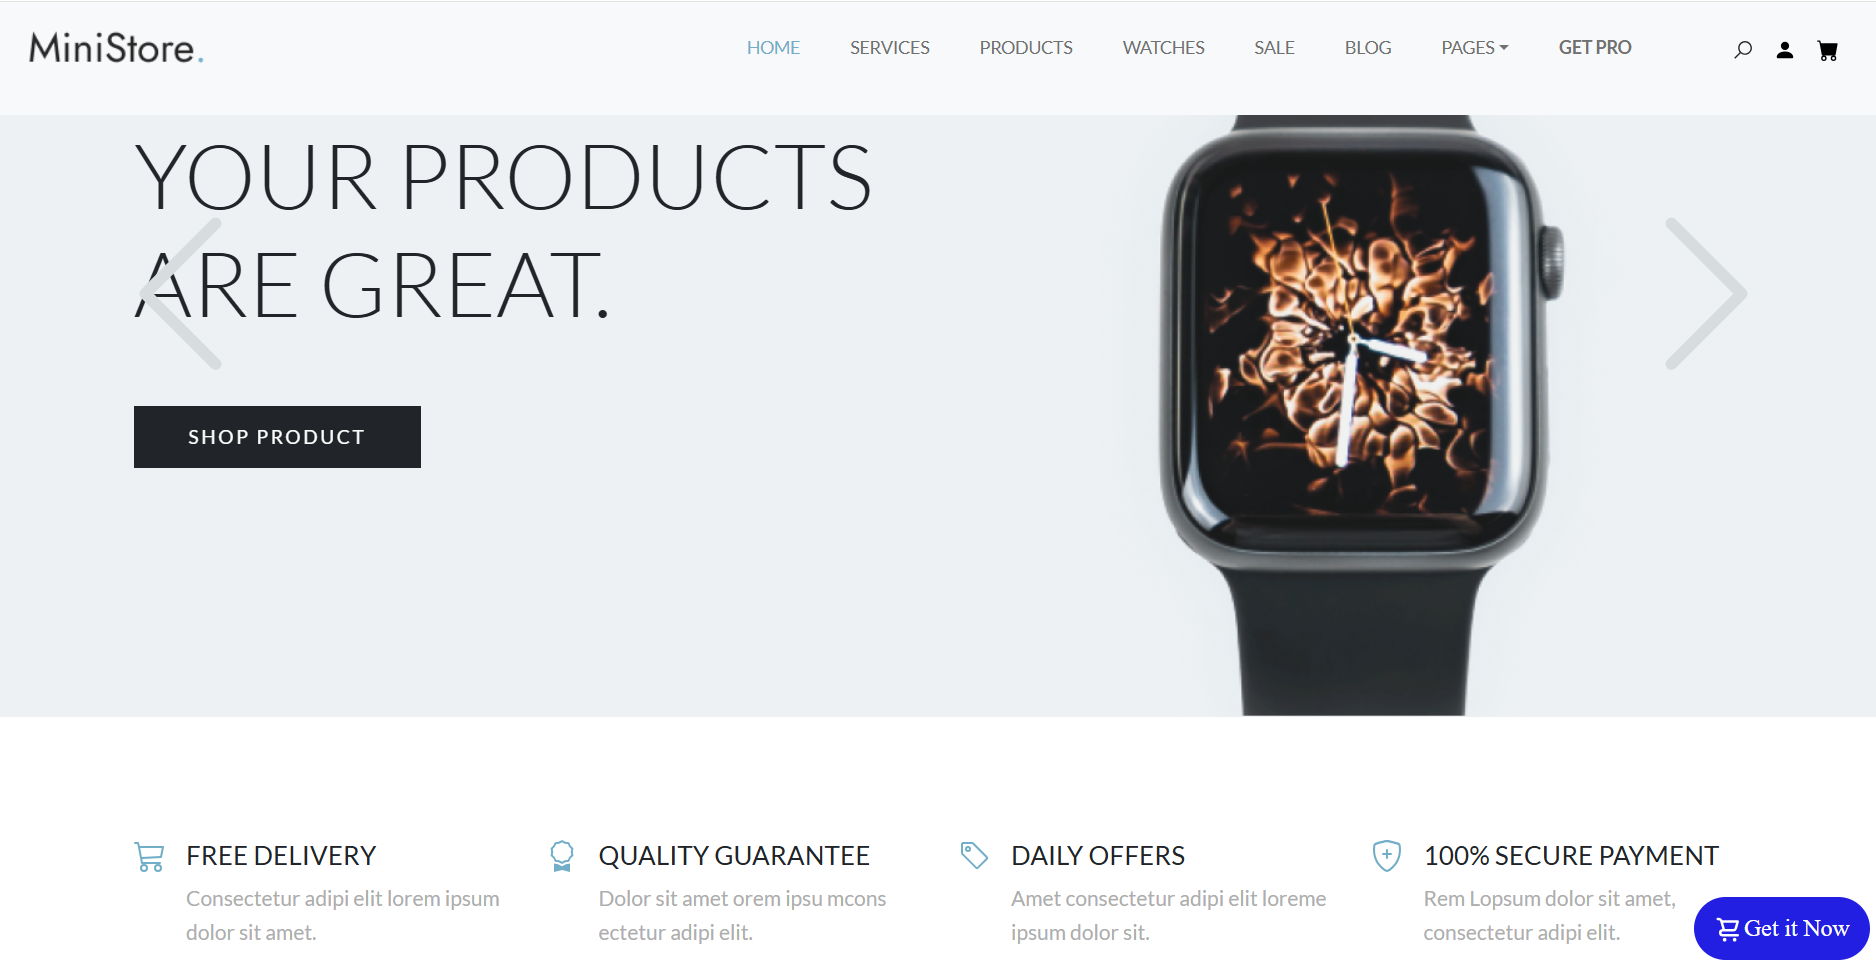 MiniStore.
HOME SERVICES PRODUCTS WATCHES SALE BLOG PAGES GET PRO
YOUR PRODUCTS
ARE GREAT.
SHOP PRODUCT
FREE DELIVERY
Consectetur adipi elit lorem ipsum
dolor sit amet.
QUALITY GUARANTEE
Dolor sit amet orem ipsu mcons
ectetur adipi elit.
DAILY OFFERS
Amet consectetur adipi elit loreme
ipsum dolor sit.
100% SECURE PAYMENT
Rem Lopsum dolor sit amet,
consectetur adipi elit.
Get it Now